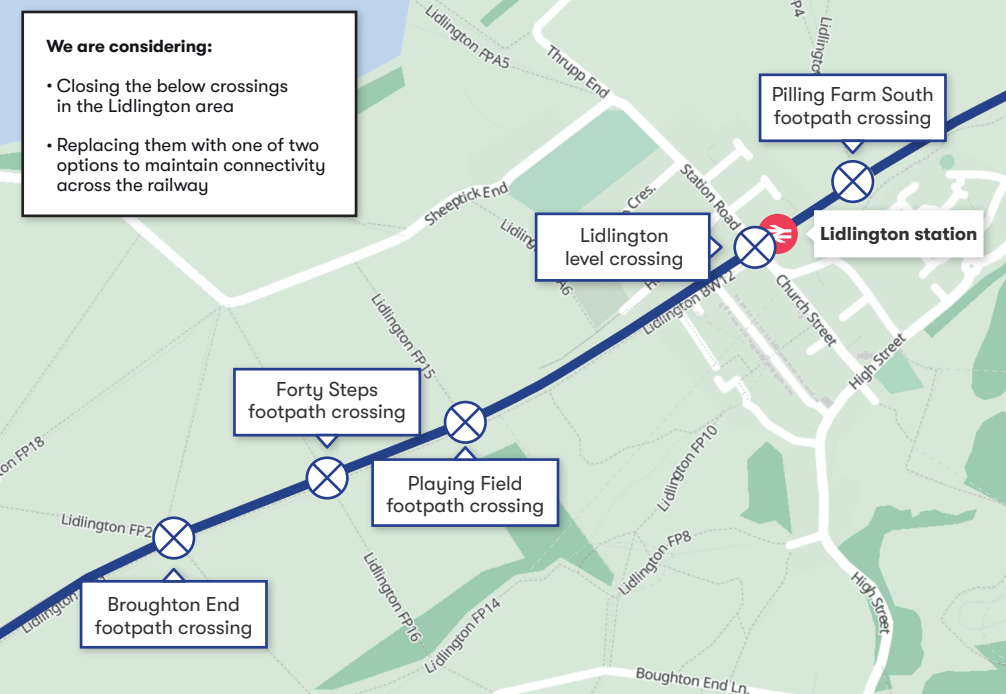 We are considering:
• Closing the below crossings
in the Lidlington area
• Replacing them with one of two
options to maintain connectivity
across the railway
Lidlington FPA5
Thrupp End
P4
Pilling Farm South
footpath crossing
Station Road
Sheeptick End
Cres.
Lidlington
level crossing
Lidlington station
A6
Lidlington BW12
Church Street
High Street
Lidlington FP15
Forty Steps
footpath crossing
Playing Field
footpath crossing
Lidlington FP10
FP18
Lidlington FP2
Lidlington FP8
Lidlington FP16
Lidlington FP14
High Street
Broughton End
footpath crossing
Lidlington
Boughton End Ln.